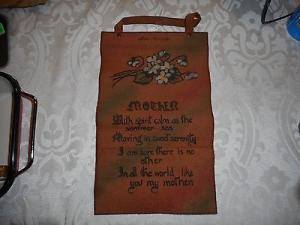 MOTHER
With spirit calm as the
summer sea
Moving in sweet serenity
I am sure there is no
other
In all the world like
you my mother